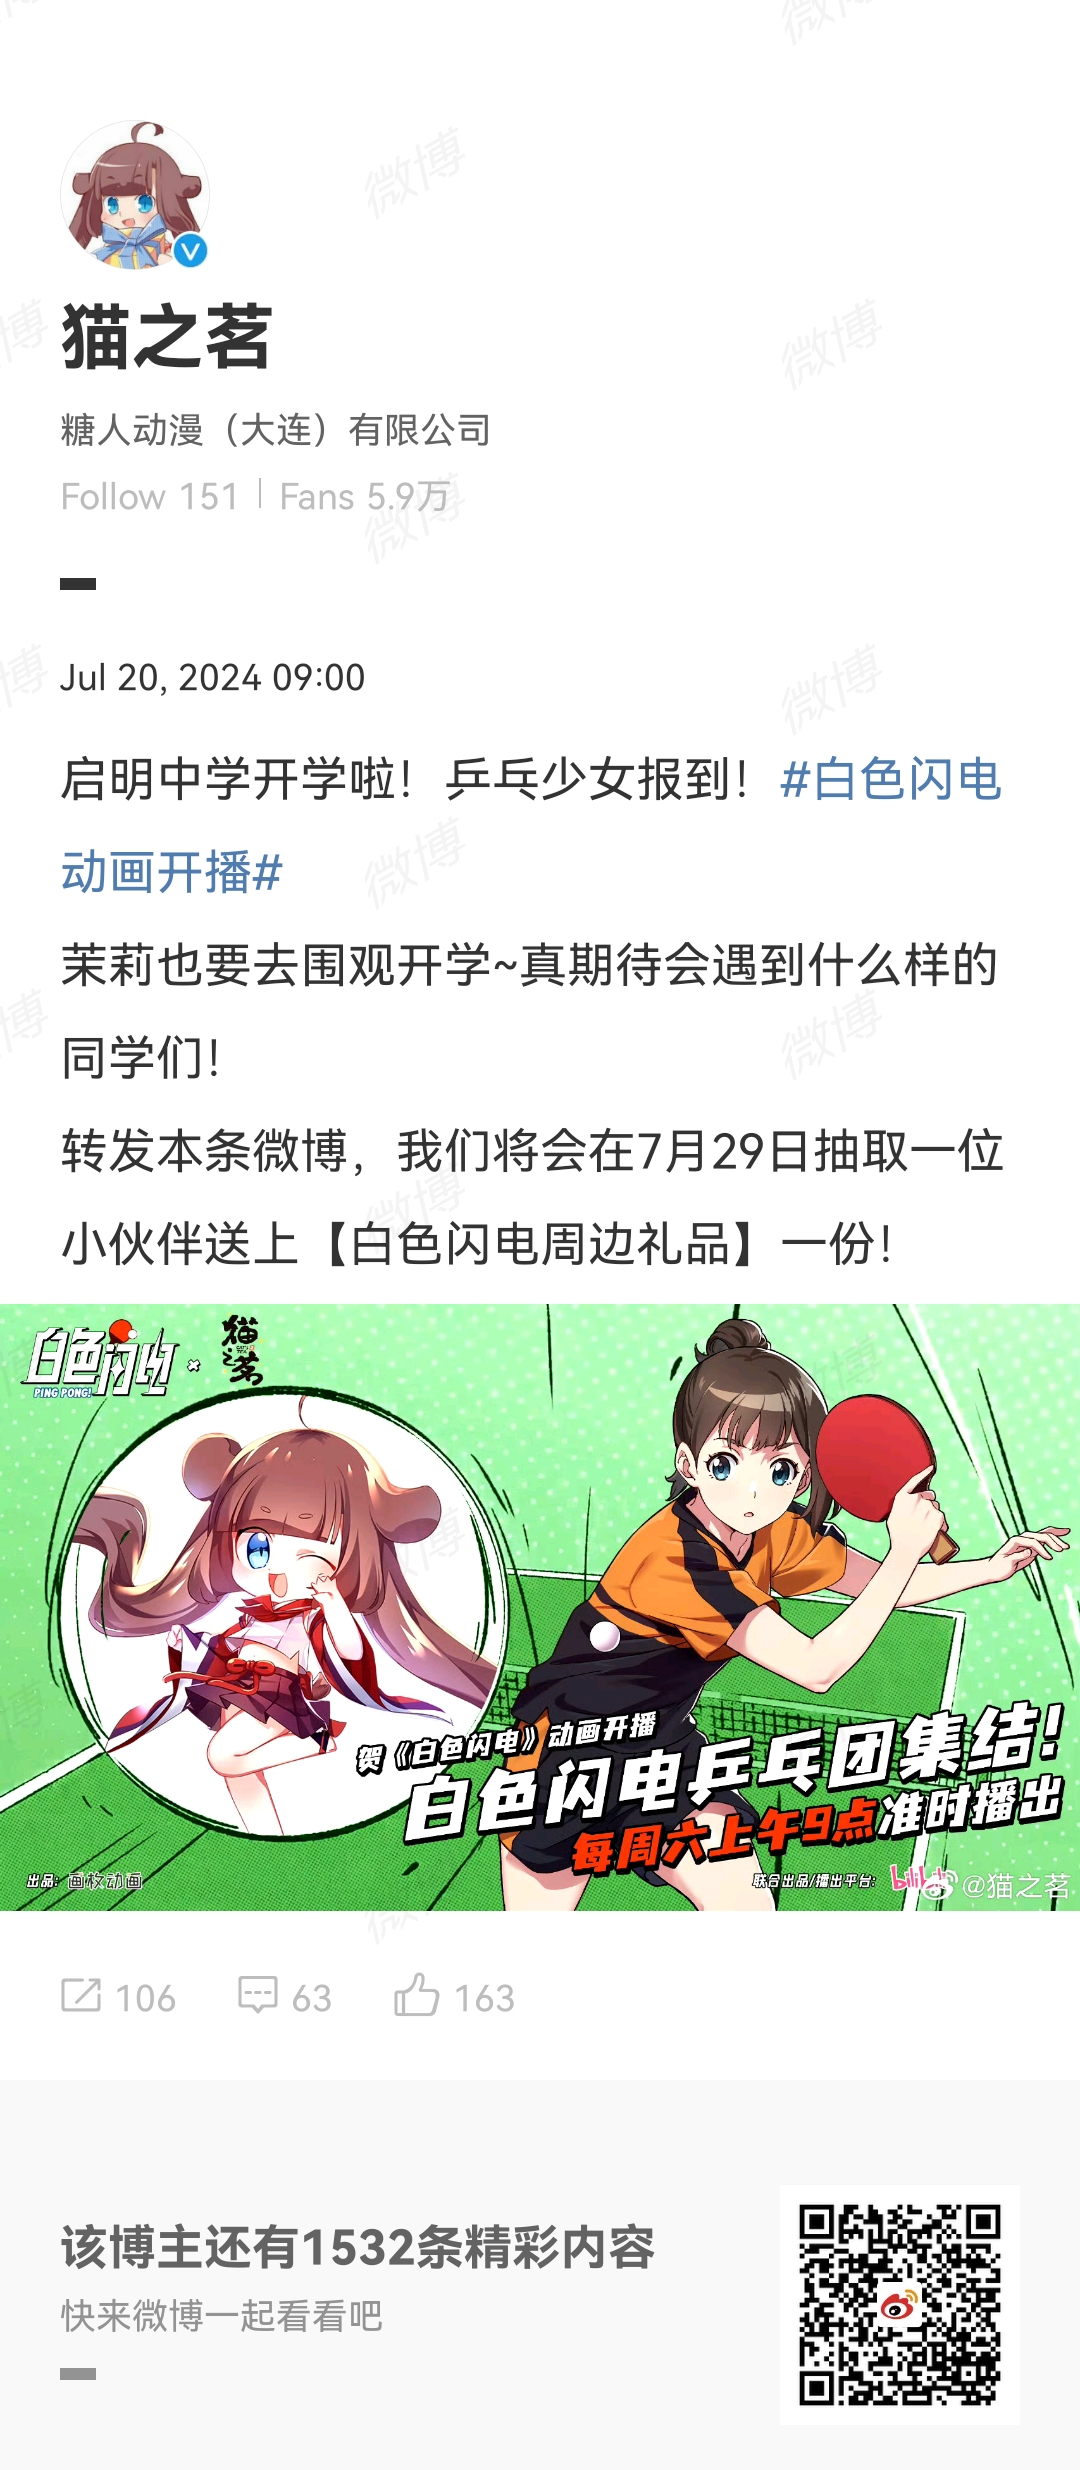 猫之茗
糖人动漫（大连）有限公司
Follow 151 | Fans 5.9万
Jul 20, 2024 09:00
启明中学开学啦！乒乓少女报到！#白色闪电
动画开播#
茉莉也要去围观开学~真期待会遇到什么样的
同学们！
转发本条微博，我们将会在7月29日抽取一位
小伙伴送上【白色闪电周边礼品】一份！
白色闪电 × 猫之茗
PING PONG!
贺《白色闪电》动画开播
白色闪电乒乓团集结！
每周六上午9点准时播出
出品：画枚动画
联合出品/播出平台：bilibili
@猫之茗
106 63 163
该博主还有1532条精彩内容
快来微博一起看看吧
微博